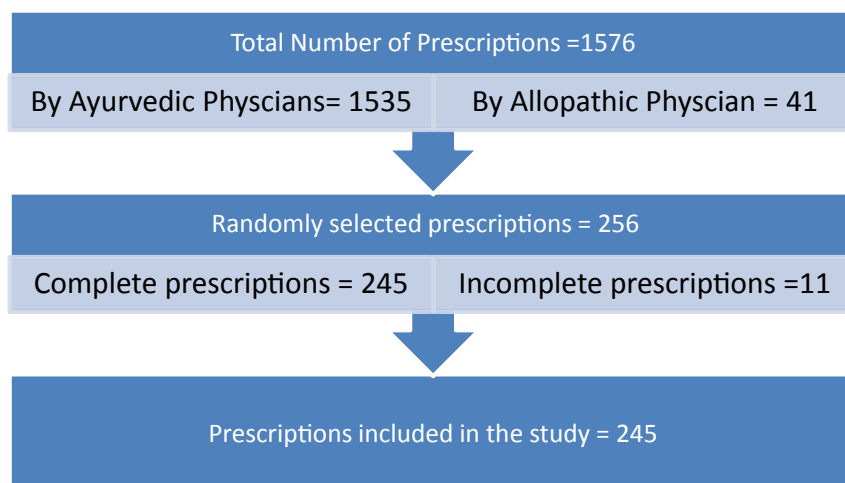 Total Number of Prescriptions =1576
By Ayurvedic Physcians= 1535
By Allopathic Physcian = 41
Randomly selected prescriptions = 256
Complete prescriptions = 245
Incomplete prescriptions =11
Prescriptions included in the study = 245